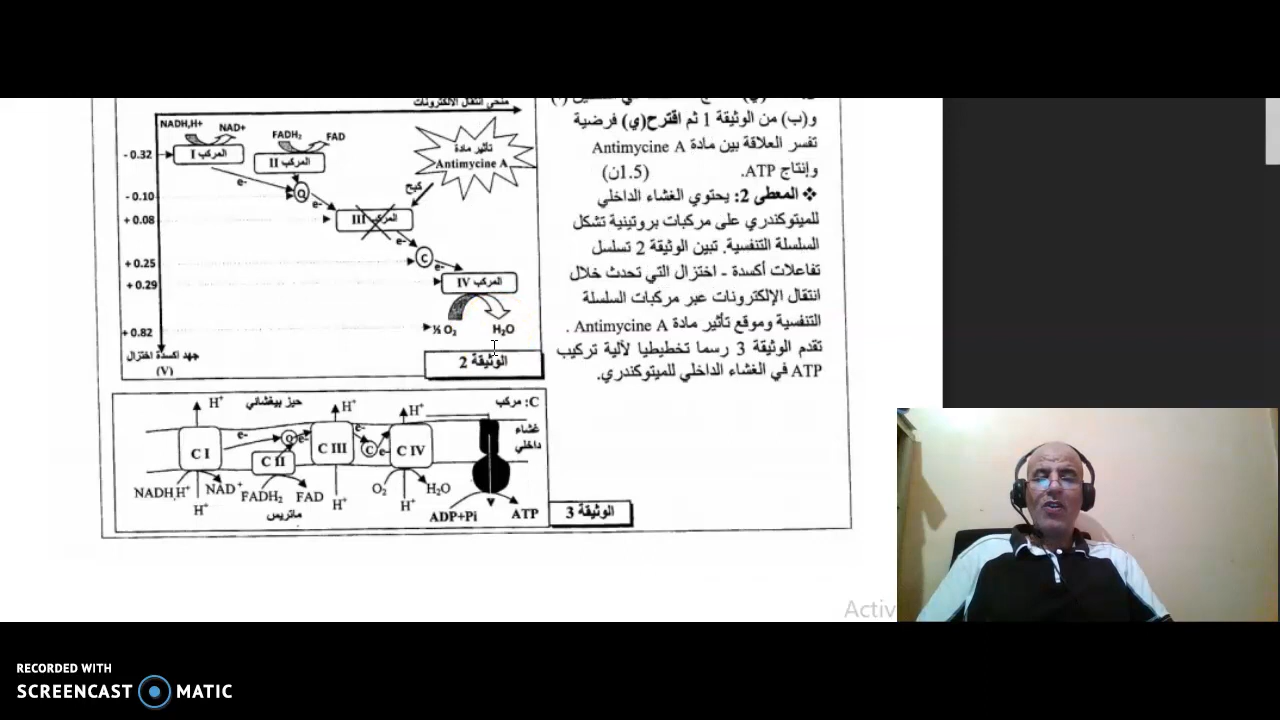 منحى انتقال الالكترونات
NADH,H+
NAD+
FADH₂
FAD
المركب I
المركب II
تأثير مادة
Antimycine A
- 0.32
e-
Q
- 0.10
e-
كبح
+ 0.08
المركب III
e-
C
+ 0.25
e-
+ 0.29
المركب IV
+ 0.82
½ O₂
H₂O
جهد أكسدة اختزال
(V)
الوثيقة 2
و(ب) من الوثيقة 1 ثم اقترح(ي) فرضية
تفسر العلاقة بين مادة Antimycine A
وإنتاج ATP. (1.5ن)
❖ المعطى 2: يحتوي الغشاء الداخلي
للميتوكندري على مركبات بروتينية تشكل
السلسلة التنفسية. تبين الوثيقة 2 تسلسل
تفاعلات أكسدة - اختزال التي تحدث خلال
انتقال الإلكترونات عبر مركبات السلسلة
التنفسية وموقع تأثير مادة Antimycine A .
تقدم الوثيقة 3 رسما تخطيطيا لآلية تركيب
ATP في الغشاء الداخلي للميتوكندري.
H⁺
حيز بيغشائي
H⁺
H⁺
C: مركب
غشاء
داخلي
e-
Q
e-
e-
C
e-
C I
C II
C III
C IV
NADH,H⁺
NAD⁺
FADH₂
FAD
O₂
H₂O
H⁺
H⁺
H⁺
ماتريس
ADP+Pi
ATP
الوثيقة 3
Activ
RECORDED WITH
SCREENCAST MATIC